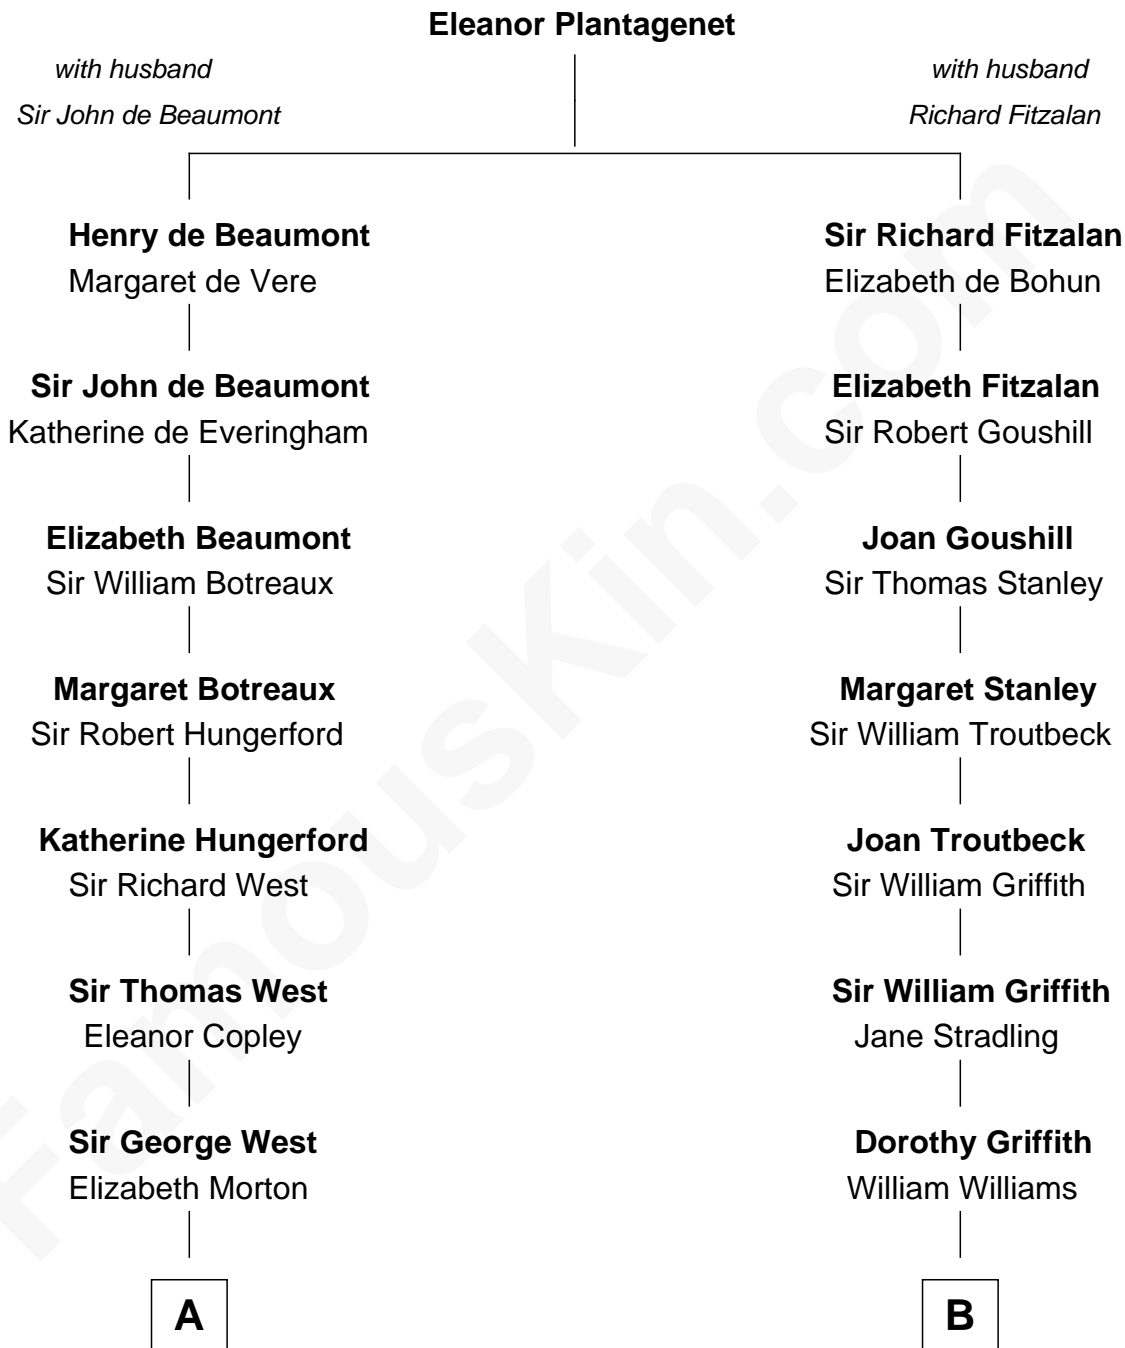 Eleanor Plantagenet
with husband
Sir John de Beaumont
with husband
Richard Fitzalan
Henry de Beaumont
Margaret de Vere
Sir Richard Fitzalan
Elizabeth de Bohun
Sir John de Beaumont
Katherine de Everingham
Elizabeth Fitzalan
Sir Robert Goushill
Elizabeth Beaumont
Sir William Botreaux
Joan Goushill
Sir Thomas Stanley
Margaret Botreaux
Sir Robert Hungerford
Margaret Stanley
Sir William Troutbeck
Katherine Hungerford
Sir Richard West
Joan Troutbeck
Sir William Griffith
Sir Thomas West
Eleanor Copley
Sir William Griffith
Jane Stradling
Sir George West
Elizabeth Morton
Dorothy Griffith
William Williams
A
B
FamousKin.com